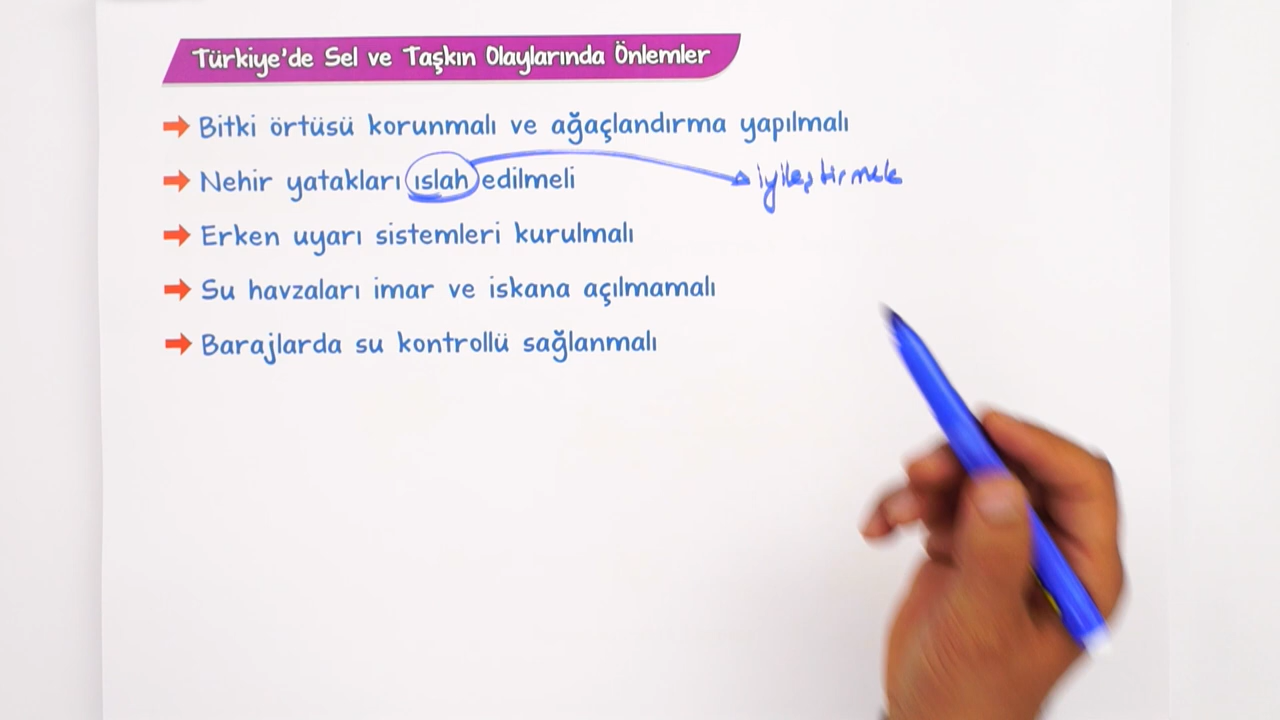 Türkiye'de Sel ve Taşkın Olaylarında Önlemler
Bitki örtüsü korunmalı ve ağaçlandırma yapılmalı
Nehir yatakları ıslah edilmeli iyileştirmek
Erken uyarı sistemleri kurulmalı
Su havzaları imar ve iskana açılmamalı
Barajlarda su kontrollü sağlanmalı